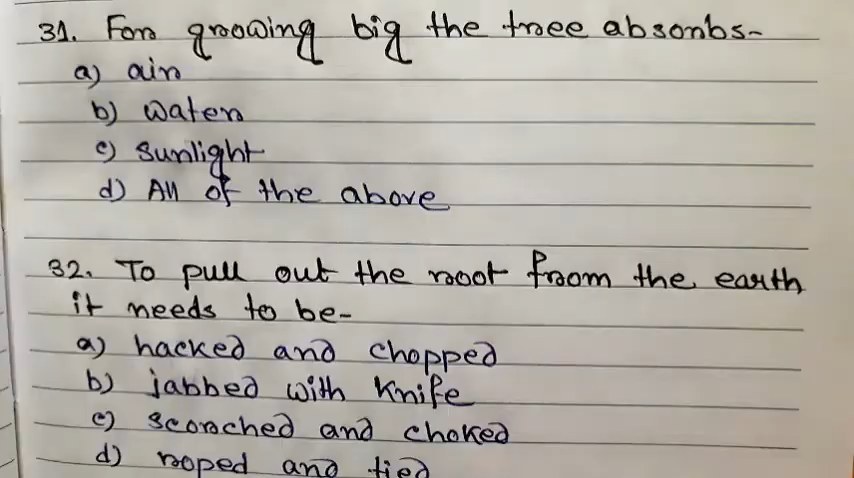 31. For growing big the tree absorbs-
a) air
b) water
c) sunlight
d) All of the above
32. To pull out the root from the earth
it needs to be-
a) hacked and chopped
b) jabbed with knife
c) scorched and choked
d) roped and tied